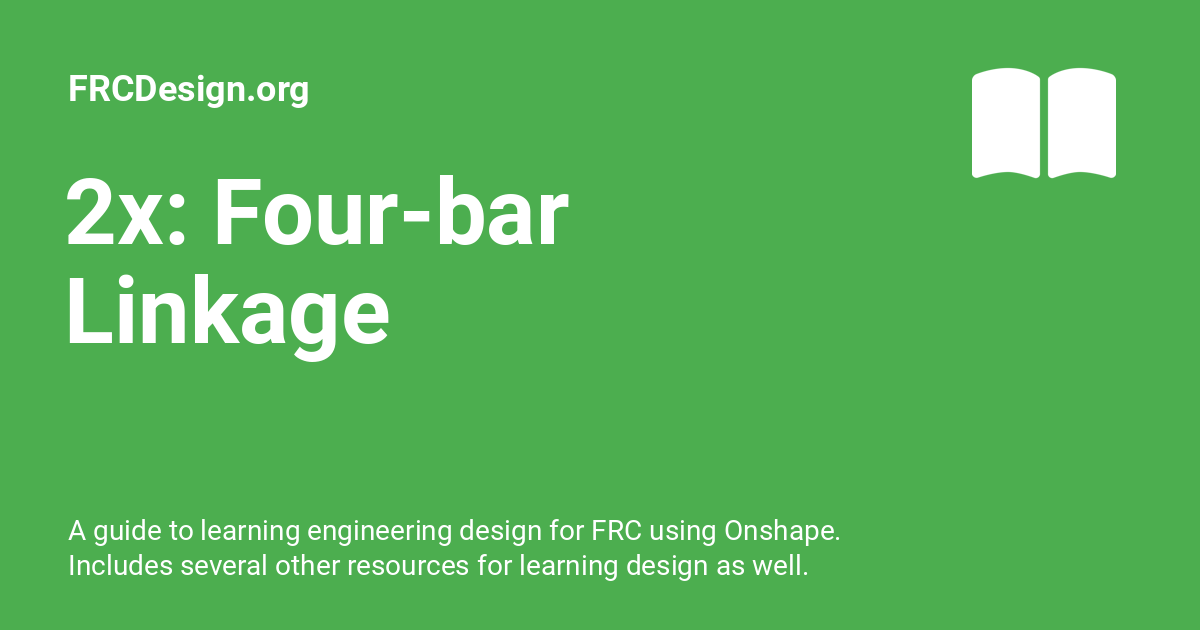 FRCDesign.org
2x: Four-bar
Linkage
A guide to learning engineering design for FRC using Onshape.
Includes several other resources for learning design as well.